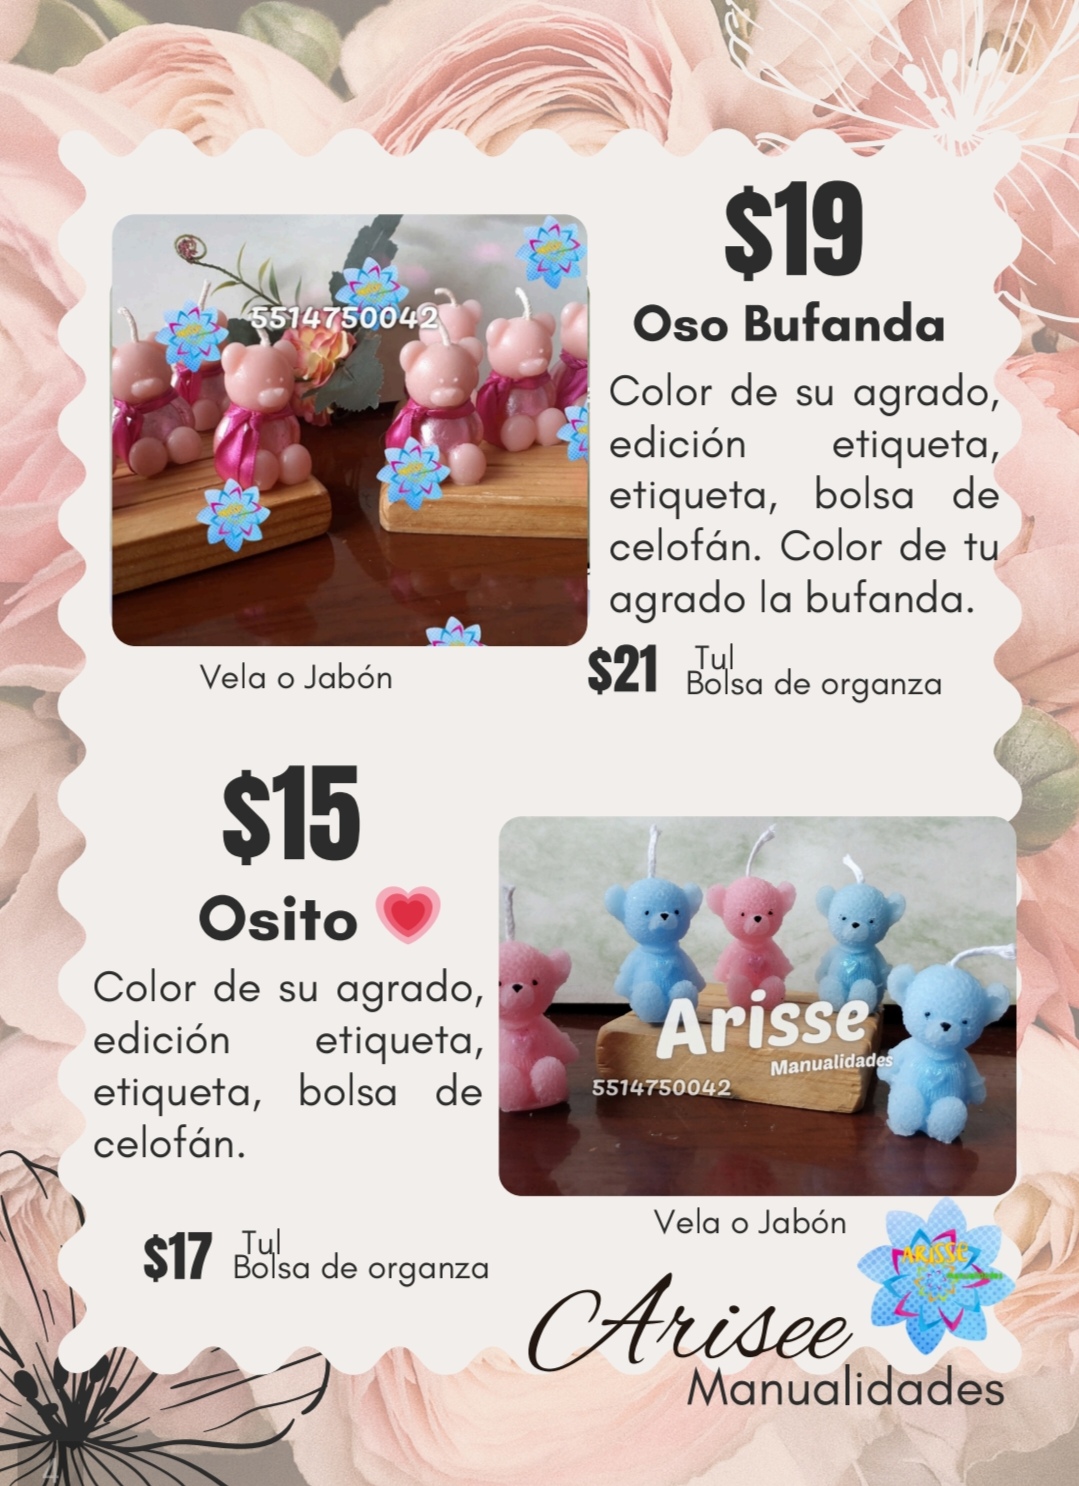 $19
Oso Bufanda
5514750042
Color de su agrado,
edición etiqueta,
etiqueta, bolsa de
celofán. Color de tu
agrado la bufanda.
Vela o Jabón
$21 Tul
Bolsa de organza
$15
Osito
Color de su agrado,
edición etiqueta,
etiqueta, bolsa de
celofán.
Arisse
Manualidades
5514750042
Vela o Jabón
$17 Tul
Bolsa de organza
ARISSE
Arisee
Manualidades
4